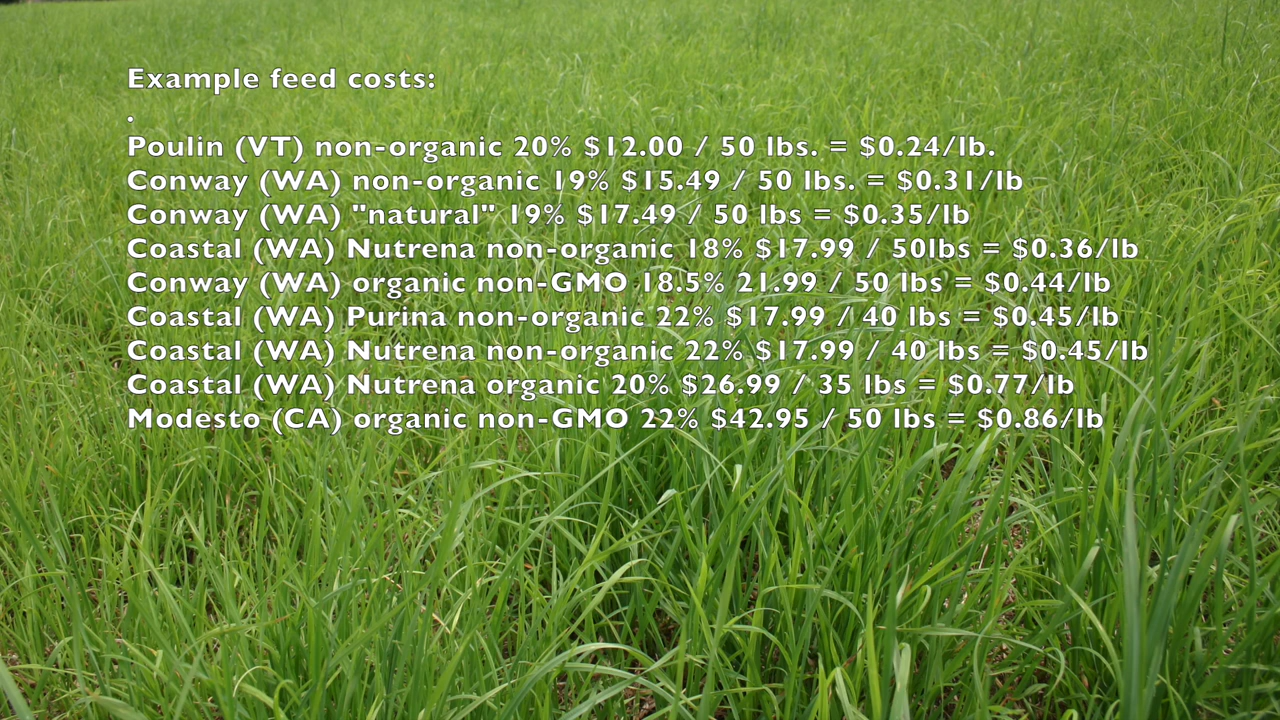 Example feed costs:
.
Poulin (VT) non-organic 20% $12.00 / 50 lbs. = $0.24/lb.
Conway (WA) non-organic 19% $15.49 / 50 lbs. = $0.31/lb
Conway (WA) "natural" 19% $17.49 / 50 lbs = $0.35/lb
Coastal (WA) Nutrena non-organic 18% $17.99 / 50lbs = $0.36/lb
Conway (WA) organic non-GMO 18.5% 21.99 / 50 lbs = $0.44/lb
Coastal (WA) Purina non-organic 22% $17.99 / 40 lbs = $0.45/lb
Coastal (WA) Nutrena non-organic 22% $17.99 / 40 lbs = $0.45/lb
Coastal (WA) Nutrena organic 20% $26.99 / 35 lbs = $0.77/lb
Modesto (CA) organic non-GMO 22% $42.95 / 50 lbs = $0.86/lb